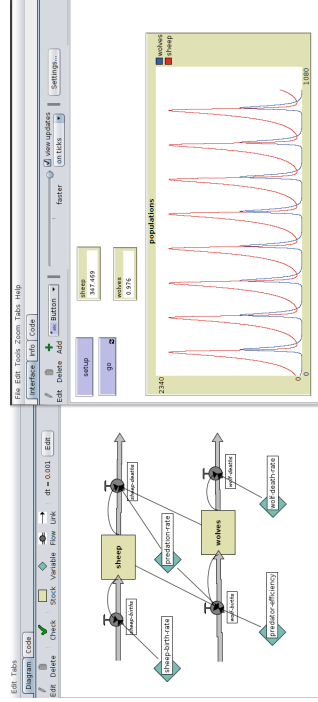 Edit Tabs
Diagram Code
Edit Delete Check Stock Variable Flow Link dt = 0.001 Edit
sheep
sheep-births
sheep-deaths
sheep-birth-rate
predation-rate
wolves
wolf-births
wolf-deaths
predator-efficiency
wolf-death-rate
File Edit Tools Zoom Tabs Help
Interface Info Code
Edit Delete Add
Button
faster
view updates
on ticks
Settings...
setup
go
sheep
347.469
wolves
0.976
populations
2340
0
0
1080
wolves
sheep